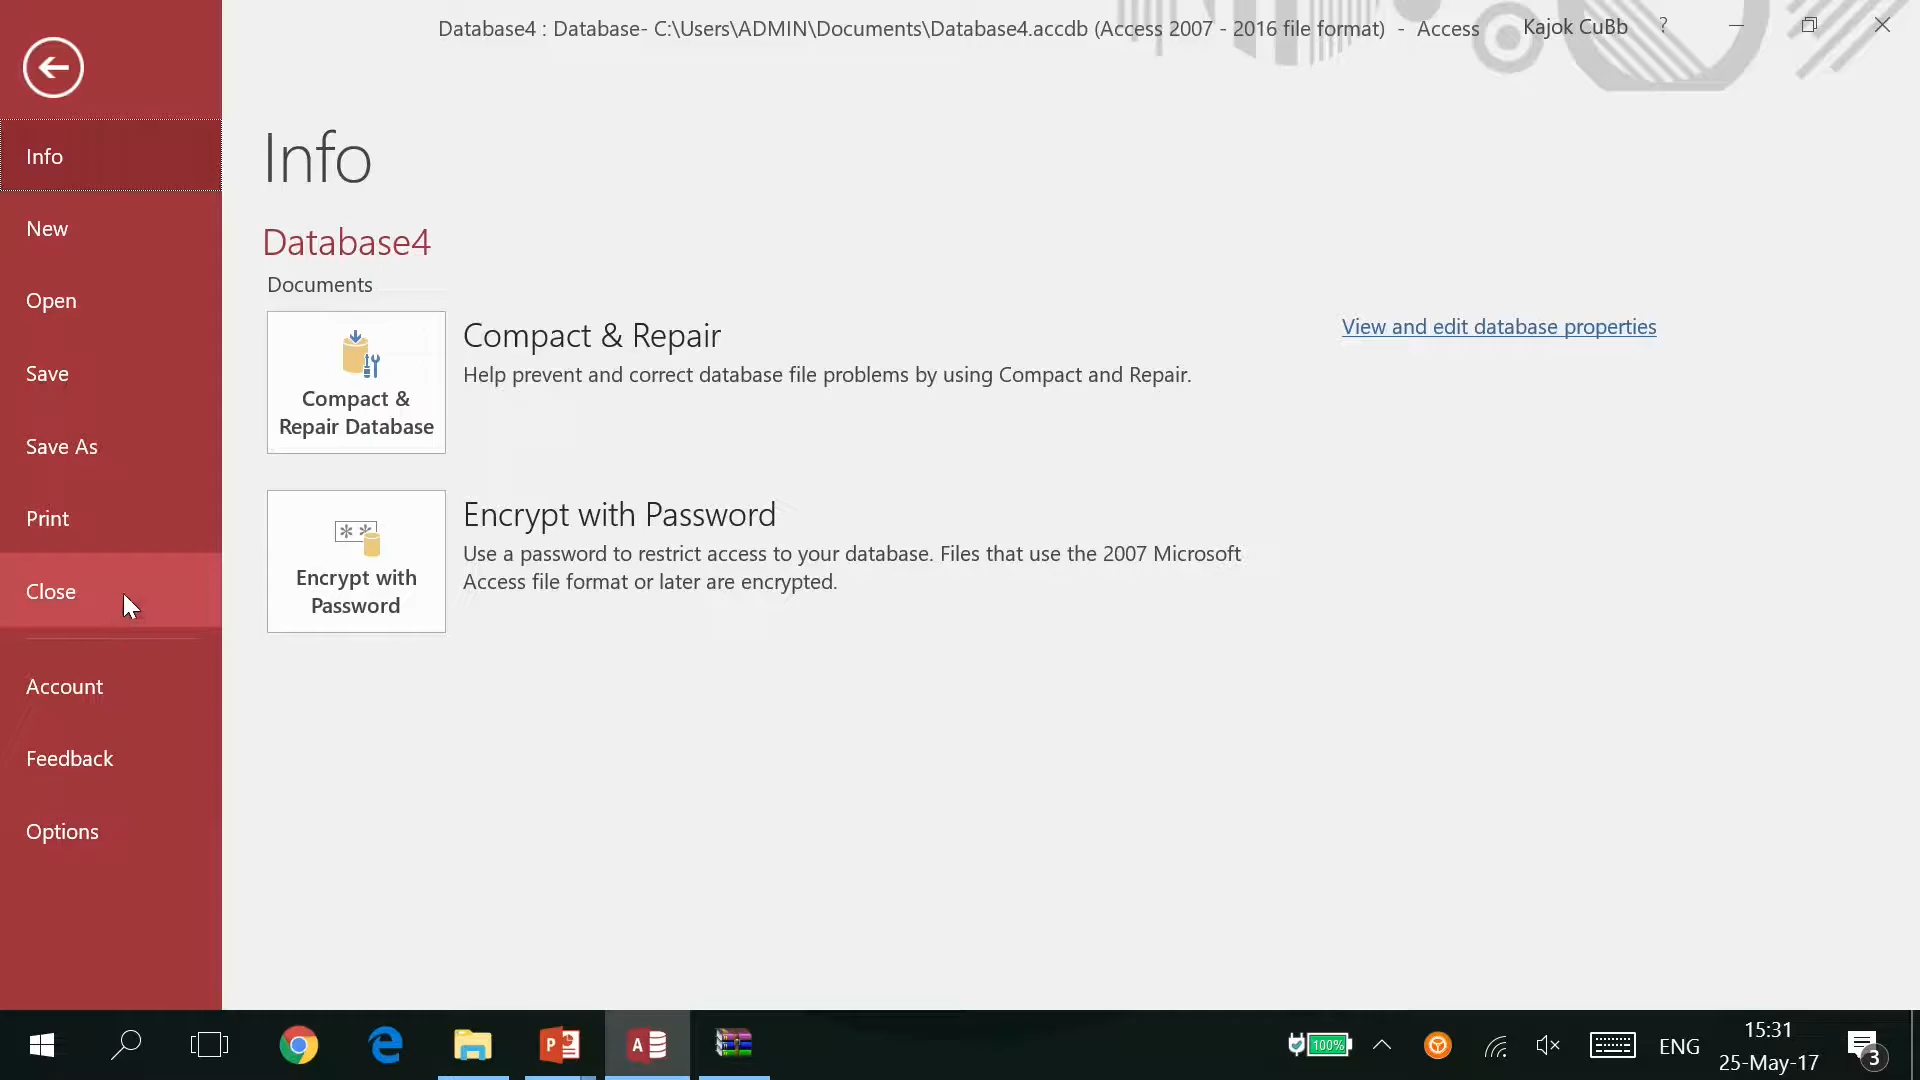 Database4 : Database- C:\Users\ADMIN\Documents\Database4.accdb (Access 2007 - 2016 file format) - Access
Kajok CuBb
?
Info
New
Open
Save
Save As
Print
Close
Account
Feedback
Options
Info
Database4
Documents
Compact &
Repair Database
Compact & Repair
Help prevent and correct database file problems by using Compact and Repair.
View and edit database properties
Encrypt with
Password
Encrypt with Password
Use a password to restrict access to your database. Files that use the 2007 Microsoft
Access file format or later are encrypted.
100%
ENG
15:31
25-May-17
3